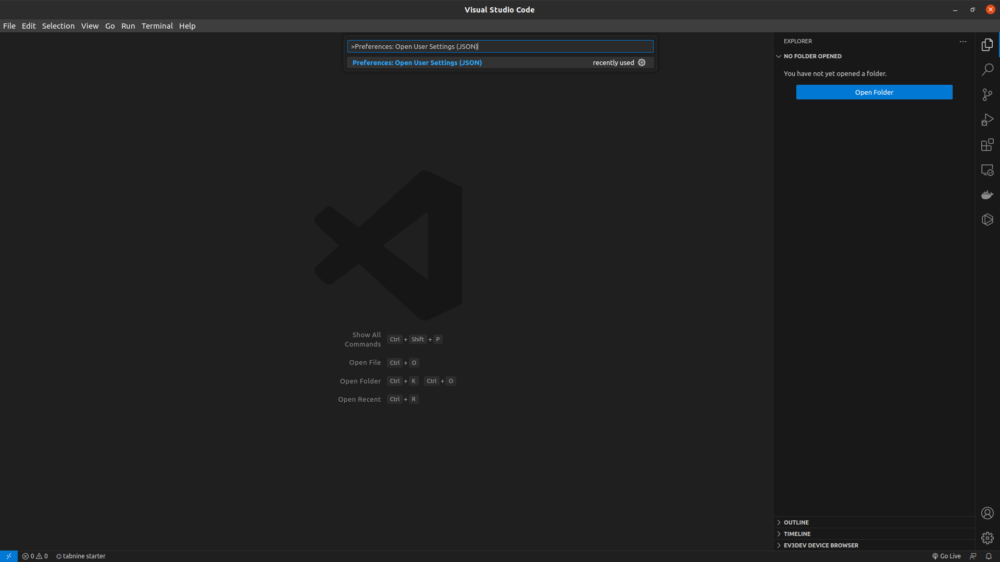 Visual Studio Code
File Edit Selection View Go Run Terminal Help
>Preferences: Open User Settings (JSON)
Preferences: Open User Settings (JSON) recently used
EXPLORER
NO FOLDER OPENED
You have not yet opened a folder.
Open Folder
Show All Commands Ctrl + Shift + P
Open File Ctrl + O
Open Folder Ctrl + K Ctrl + O
Open Recent Ctrl + R
OUTLINE
TIMELINE
EV3DEV DEVICE BROWSER
0 0 tabnine starter Go Live